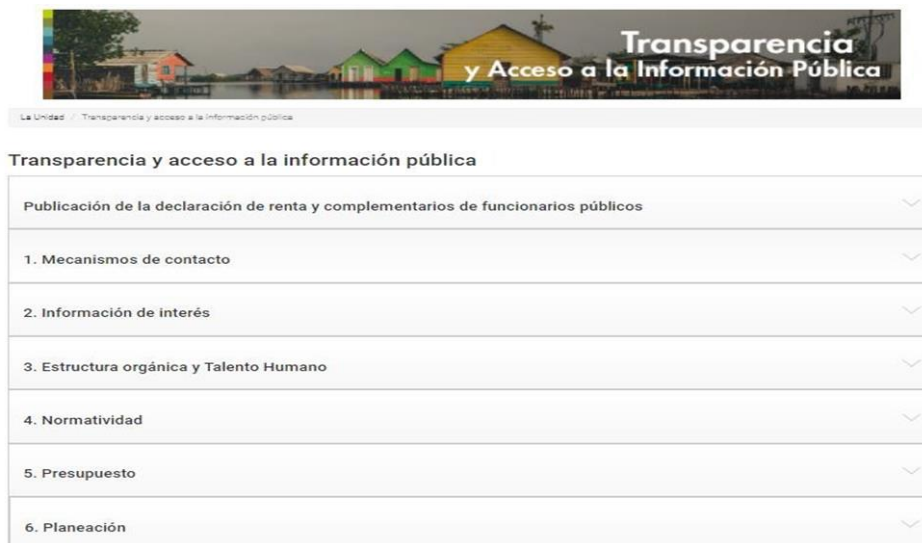 Transparencia
y Acceso a la Información Pública
La Unidad / Transparencia y acceso a la información pública
Transparencia y acceso a la información pública
Publicación de la declaración de renta y complementarios de funcionarios públicos
1. Mecanismos de contacto
2. Información de interés
3. Estructura orgánica y Talento Humano
4. Normatividad
5. Presupuesto
6. Planeación